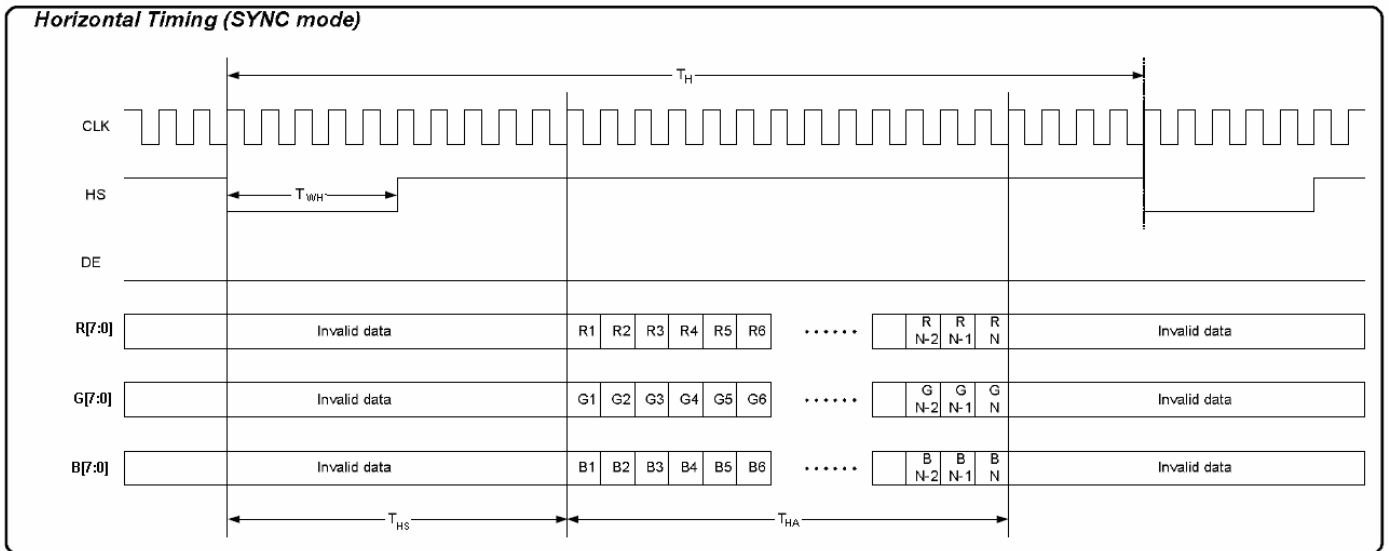 Horizontal Timing (SYNC mode)
TH
CLK
HS
TWH
DE
R[7:0] Invalid data R1 R2 R3 R4 R5 R6 ...... R N-2 R N-1 R N Invalid data
G[7:0] Invalid data G1 G2 G3 G4 G5 G6 ...... G N-2 G N-1 G N Invalid data
B[7:0] Invalid data B1 B2 B3 B4 B5 B6 ...... B N-2 B N-1 B N Invalid data
THS THA